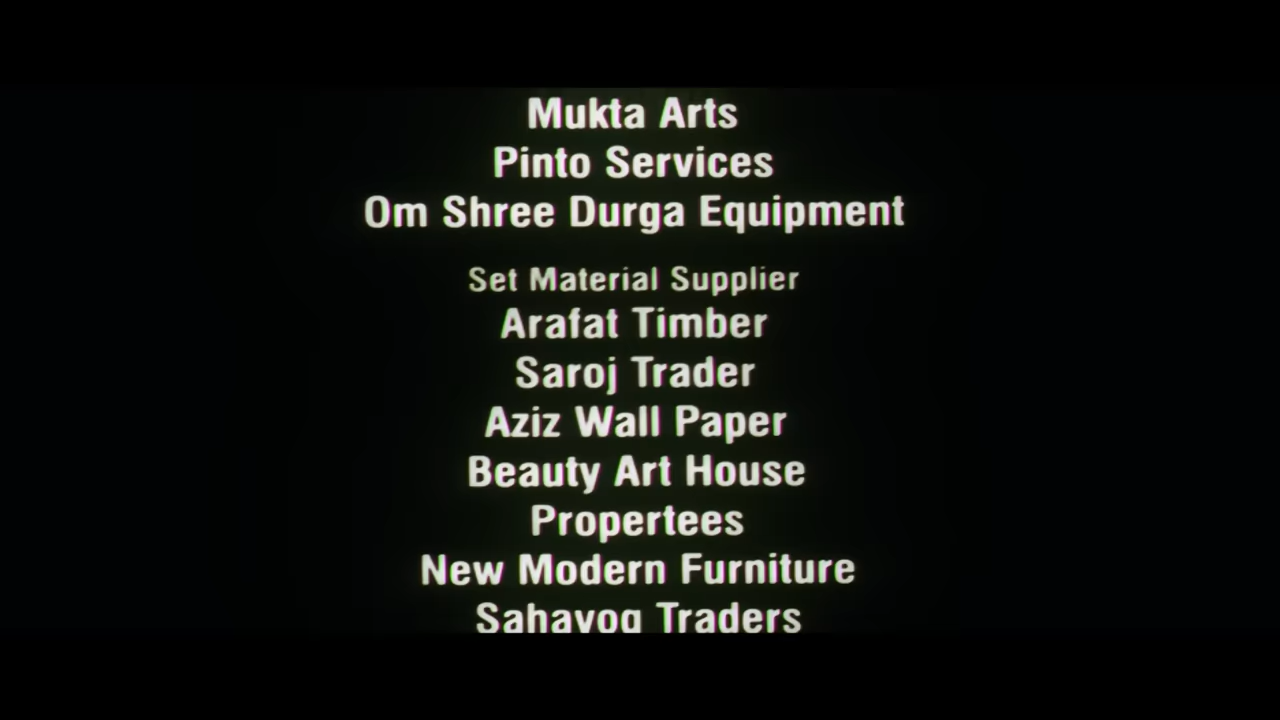 Mukta Arts
Pinto Services
Om Shree Durga Equipment
Set Material Supplier
Arafat Timber
Saroj Trader
Aziz Wall Paper
Beauty Art House
Propertees
New Modern Furniture
Sahayog Traders